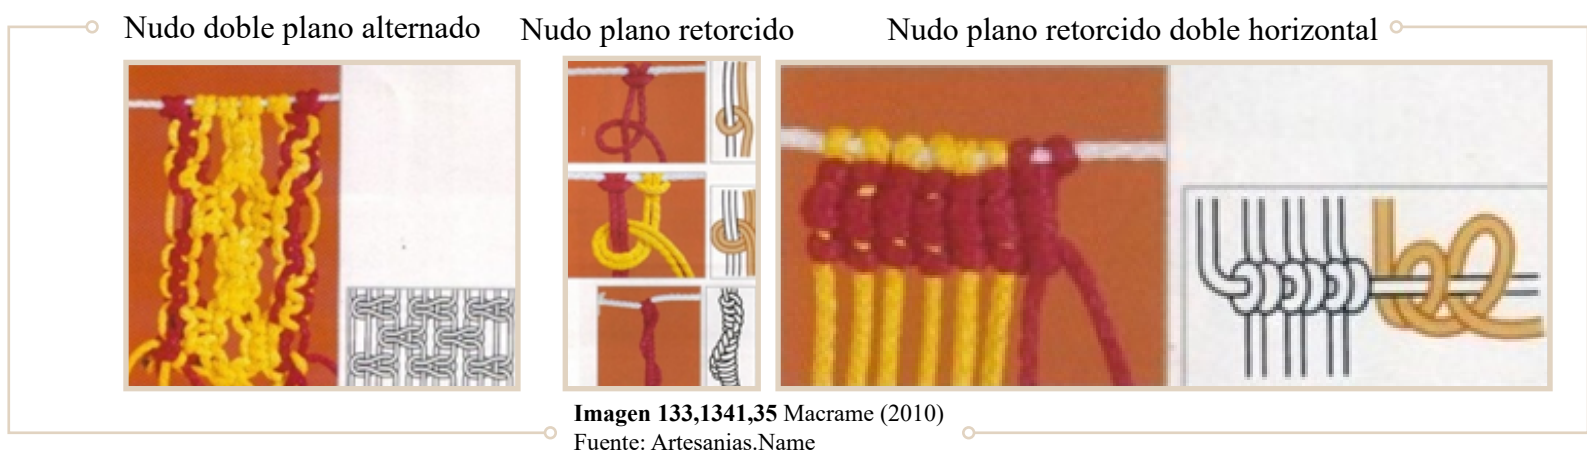 Nudo doble plano alternado
Nudo plano retorcido
Nudo plano retorcido doble horizontal
Imagen 133,1341,35 Macrame (2010)
Fuente: Artesanias.Name